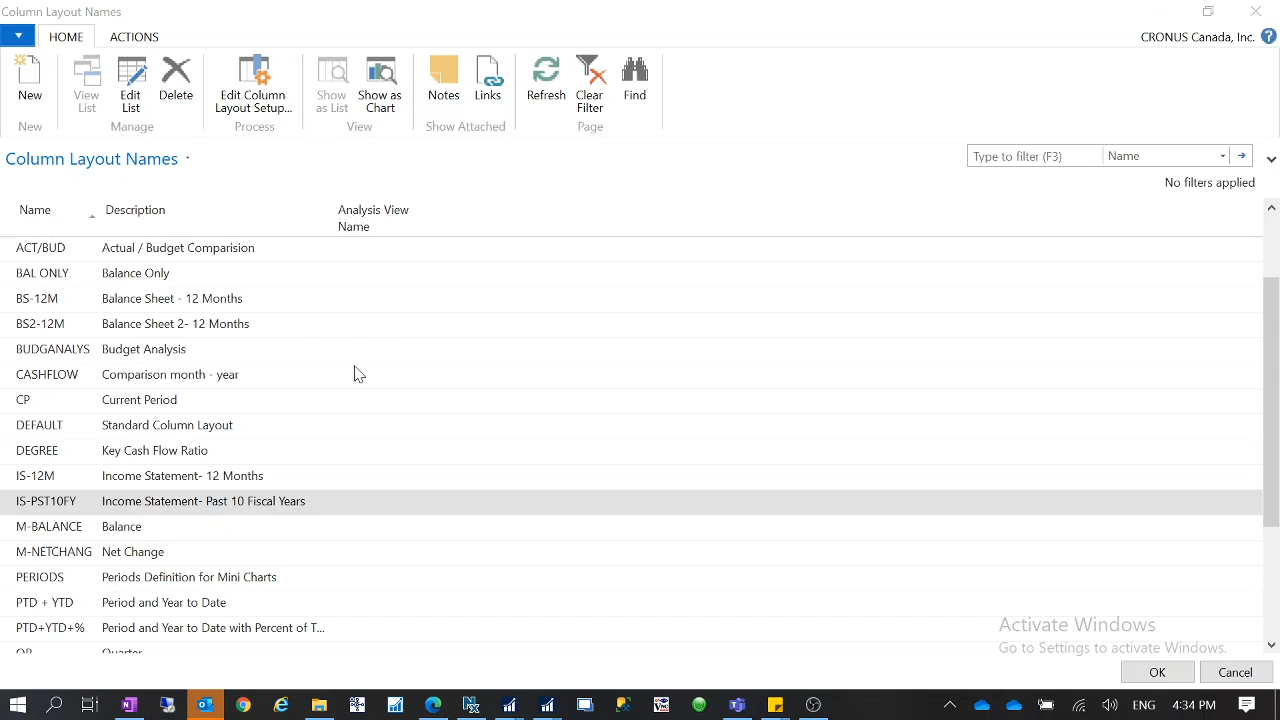 Column Layout Names
HOME ACTIONS CRONUS Canada, Inc. ?
New View List Edit List Delete Edit Column Layout Setup... Show as List Show as Chart Notes Links Refresh Clear Filter Find
New Manage Process View Show Attached Page
Column Layout Names Type to filter (F3) Name
No filters applied
Name Description Analysis View Name
ACT/BUD Actual / Budget Comparision
BAL ONLY Balance Only
BS-12M Balance Sheet - 12 Months
BS2-12M Balance Sheet 2- 12 Months
BUDGANALYS Budget Analysis
CASHFLOW Comparison month - year
CP Current Period
DEFAULT Standard Column Layout
DEGREE Key Cash Flow Ratio
IS-12M Income Statement- 12 Months
IS-PST10FY Income Statement- Past 10 Fiscal Years
M-BALANCE Balance
M-NETCHANG Net Change
PERIODS Periods Definition for Mini Charts
PTD + YTD Period and Year to Date
PTD+YTD+% Period and Year to Date with Percent of T...
Quarter
Activate Windows
Go to Settings to activate Windows.
OK Cancel
ENG 4:34 PM